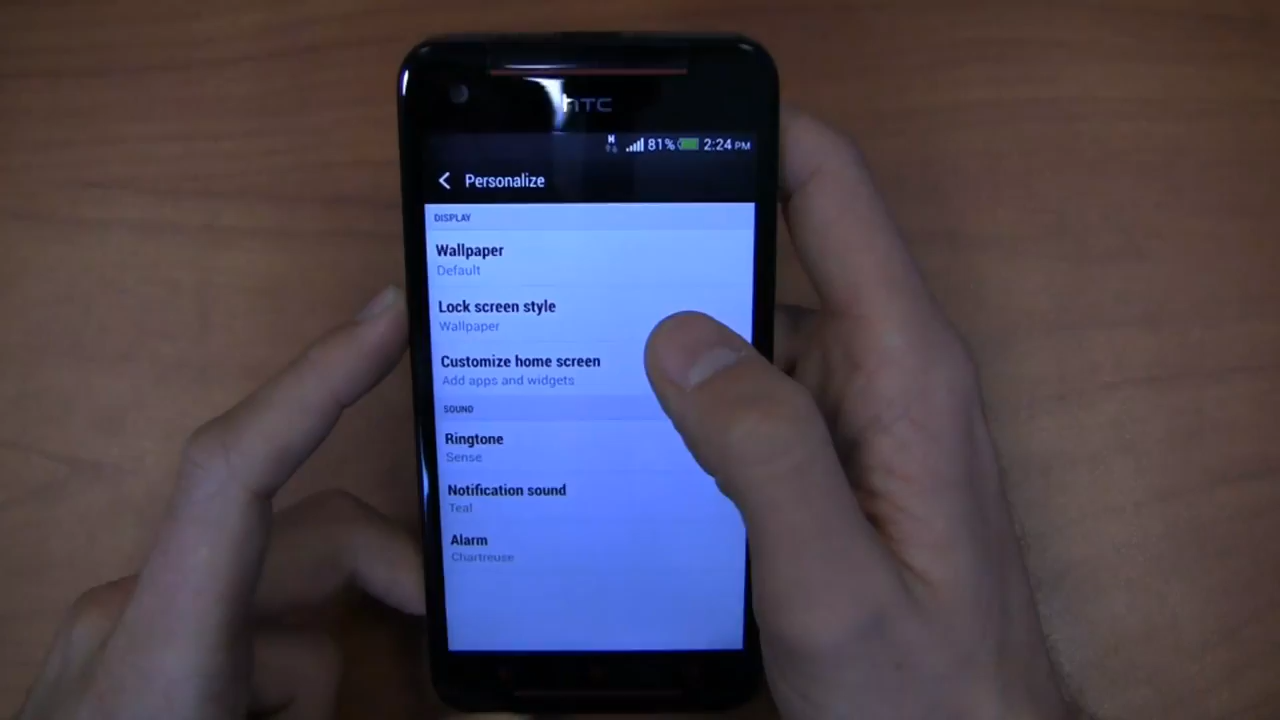 hTC
H 81% 2:24 PM
Personalize
DISPLAY
Wallpaper
Default
Lock screen style
Wallpaper
Customize home screen
Add apps and widgets
SOUND
Ringtone
Sense
Notification sound
Teal
Alarm
Chartreuse